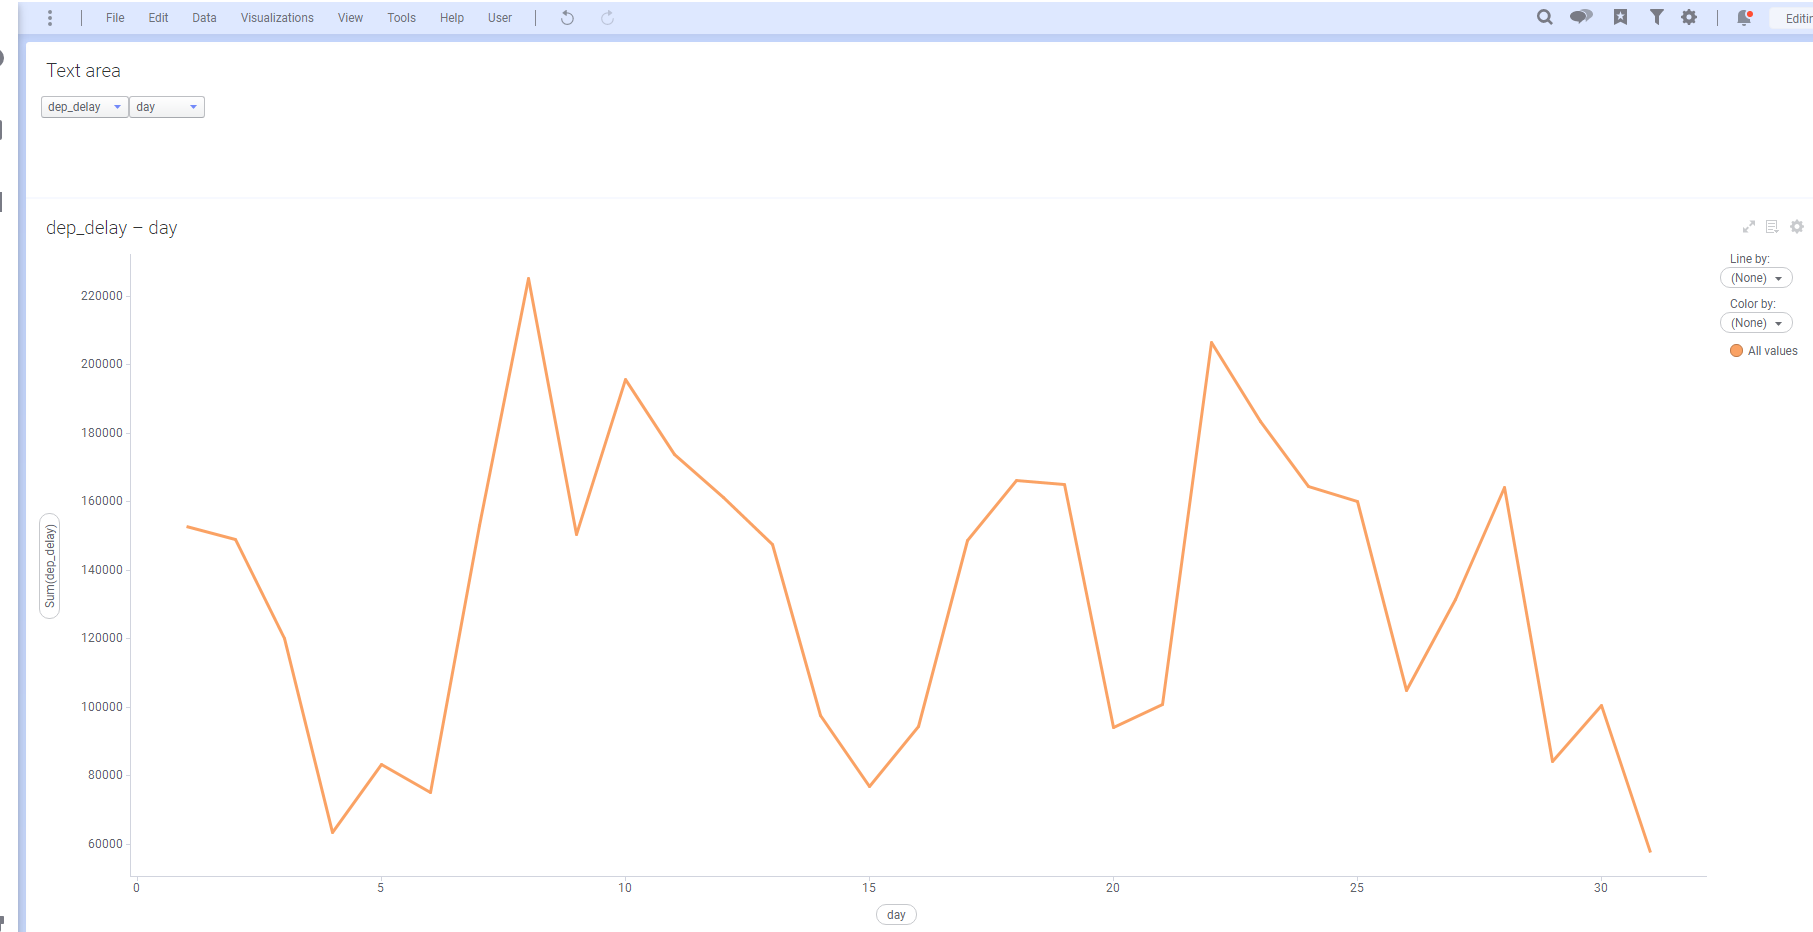 File Edit Data Visualizations View Tools Help User
Text area
dep_delay day
dep_delay – day
Line by:
(None)
Color by:
(None)
All values
220000
200000
180000
160000
140000
120000
100000
80000
60000
Sum(dep_delay)
0 5 10 15 20 25 30
day